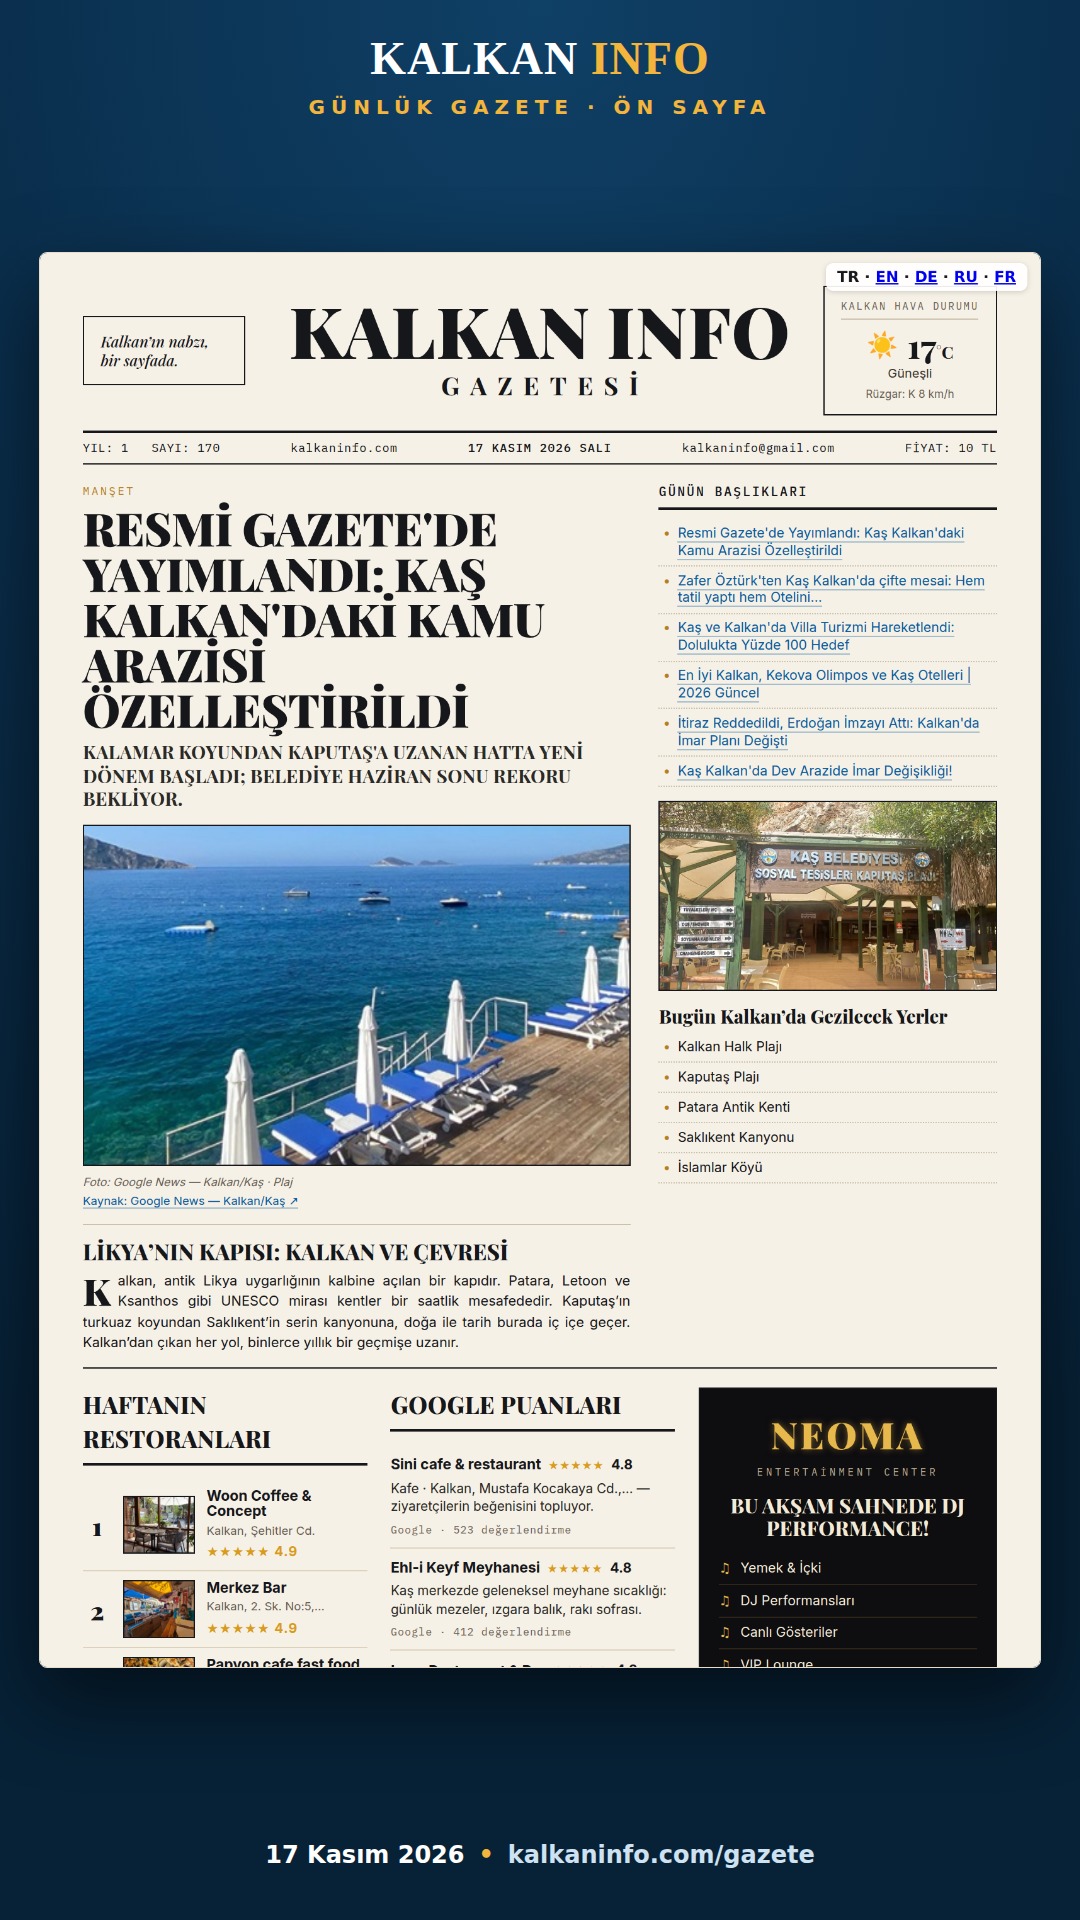 KALKAN INFO
GÜNLÜK GAZETE · ÖN SAYFA
TR · EN · DE · RU · FR
Kalkan'ın nabzı,
bir sayfada.
KALKAN INFO
GAZETESİ
KALKAN HAVA DURUMU
17°C
Güneşli
Rüzgar: K 8 km/h
YIL: 1 SAYI: 170 kalkaninfo.com 17 KASIM 2026 SALI kalkaninfo@gmail.com FİYAT: 10 TL
MANŞET
RESMİ GAZETE'DE
YAYIMLANDI: KAŞ
KALKAN'DAKİ KAMU
ARAZİSİ
ÖZELLEŞTİRİLDİ
KALAMAR KOYUNDAN KAPUTAŞ'A UZANAN HATTA YENİ
DÖNEM BAŞLADI; BELEDİYE HAZİRAN SONU REKORU
BEKLİYOR.
Foto: Google News — Kalkan/Kaş · Plaj
Kaynak: Google News — Kalkan/Kaş ↗
LİKYA'NIN KAPISI: KALKAN VE ÇEVRESİ
Kalkan, antik Likya uygarlığının kalbine açılan bir kapıdır. Patara, Letoon ve
Ksanthos gibi UNESCO mirası kentler bir saatlik mesafededir. Kaputaş'ın
turkuaz koyundan Saklıkent'in serin kanyonuna, doğa ile tarih burada iç içe geçer.
Kalkan'dan çıkan her yol, binlerce yıllık bir geçmişe uzanır.
GÜNÜN BAŞLIKLARI
• Resmi Gazete'de Yayımlandı: Kaş Kalkan'daki
Kamu Arazisi Özelleştirildi
• Zafer Öztürk'ten Kaş Kalkan'da çifte mesai: Hem
tatil yaptı hem Otelini...
• Kaş ve Kalkan'da Villa Turizmi Hareketlendi:
Dolulukta Yüzde 100 Hedef
• En İyi Kalkan, Kekova Olimpos ve Kaş Otelleri |
2026 Güncel
• İtiraz Reddedildi, Erdoğan İmzayı Attı: Kalkan'da
İmar Planı Değişti
• Kaş Kalkan'da Dev Arazide İmar Değişikliği!
KAŞ BELEDİYESİ
SOSYAL TESİSLERİ KAPUTAŞ PLAJI
Bugün Kalkan'da Gezilecek Yerler
• Kalkan Halk Plajı
• Kaputaş Plajı
• Patara Antik Kenti
• Saklıkent Kanyonu
• İslamlar Köyü
HAFTANIN
RESTORANLARI
1
Woon Coffee &
Concept
Kalkan, Şehitler Cd.
★★★★★ 4.9
2
Merkez Bar
Kalkan, 2. Sk. No:5,...
★★★★★ 4.9
Papyon cafe fast food
GOOGLE PUANLARI
Sini cafe & restaurant ★★★★★ 4.8
Kafe · Kalkan, Mustafa Kocakaya Cd.,... —
ziyaretçilerin beğenisini topluyor.
Google · 523 değerlendirme
Ehl-i Keyf Meyhanesi ★★★★★ 4.8
Kaş merkezde geleneksel meyhane sıcaklığı:
günlük mezeler, ızgara balık, rakı sofrası.
Google · 412 değerlendirme
NEOMA
ENTERTAİNMENT CENTER
BU AKŞAM SAHNEDE DJ
PERFORMANCE!
♫ Yemek & İçki
♫ DJ Performansları
♫ Canlı Gösteriler
♫ VIP Lounge
17 Kasım 2026 • kalkaninfo.com/gazete